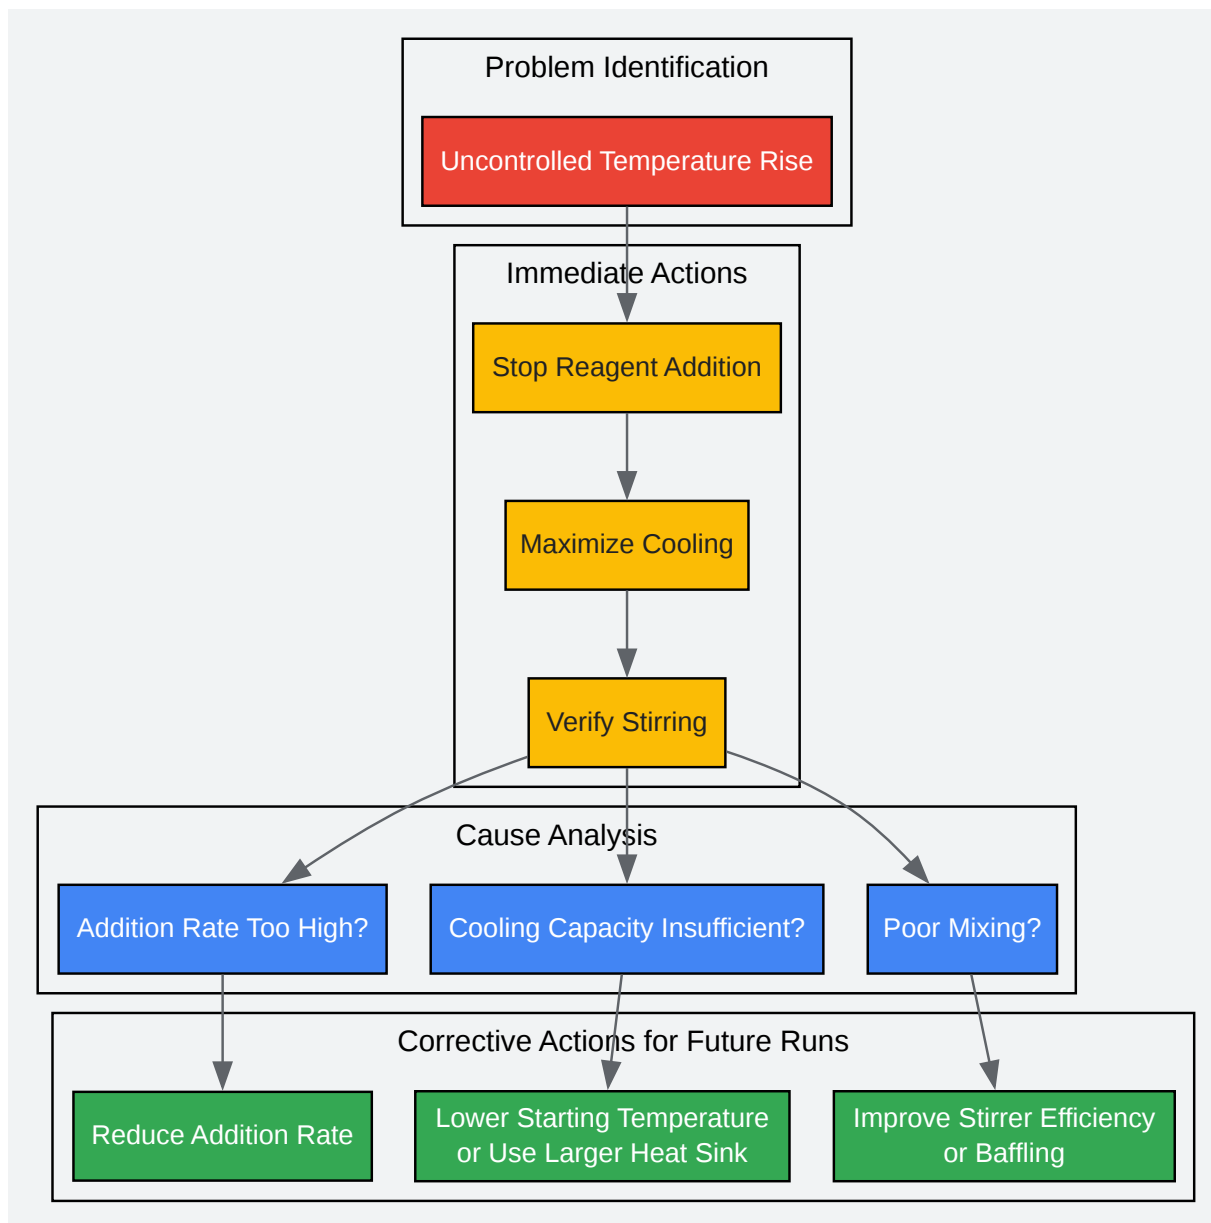 Problem Identification
Uncontrolled Temperature Rise
Immediate Actions
Stop Reagent Addition
Maximize Cooling
Verify Stirring
Cause Analysis
Addition Rate Too High?
Cooling Capacity Insufficient?
Poor Mixing?
Corrective Actions for Future Runs
Reduce Addition Rate
Lower Starting Temperature
or Use Larger Heat Sink
Improve Stirrer Efficiency
or Baffling